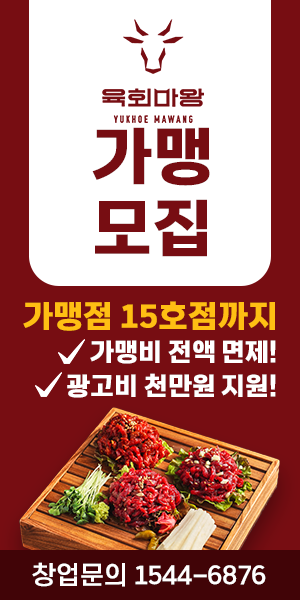 육회마왕
YUKHOE MAWANG
가맹
모집
가맹점 15호점까지
가맹비 전액 면제!
광고비 천만원 지원!
창업문의 1544-6876